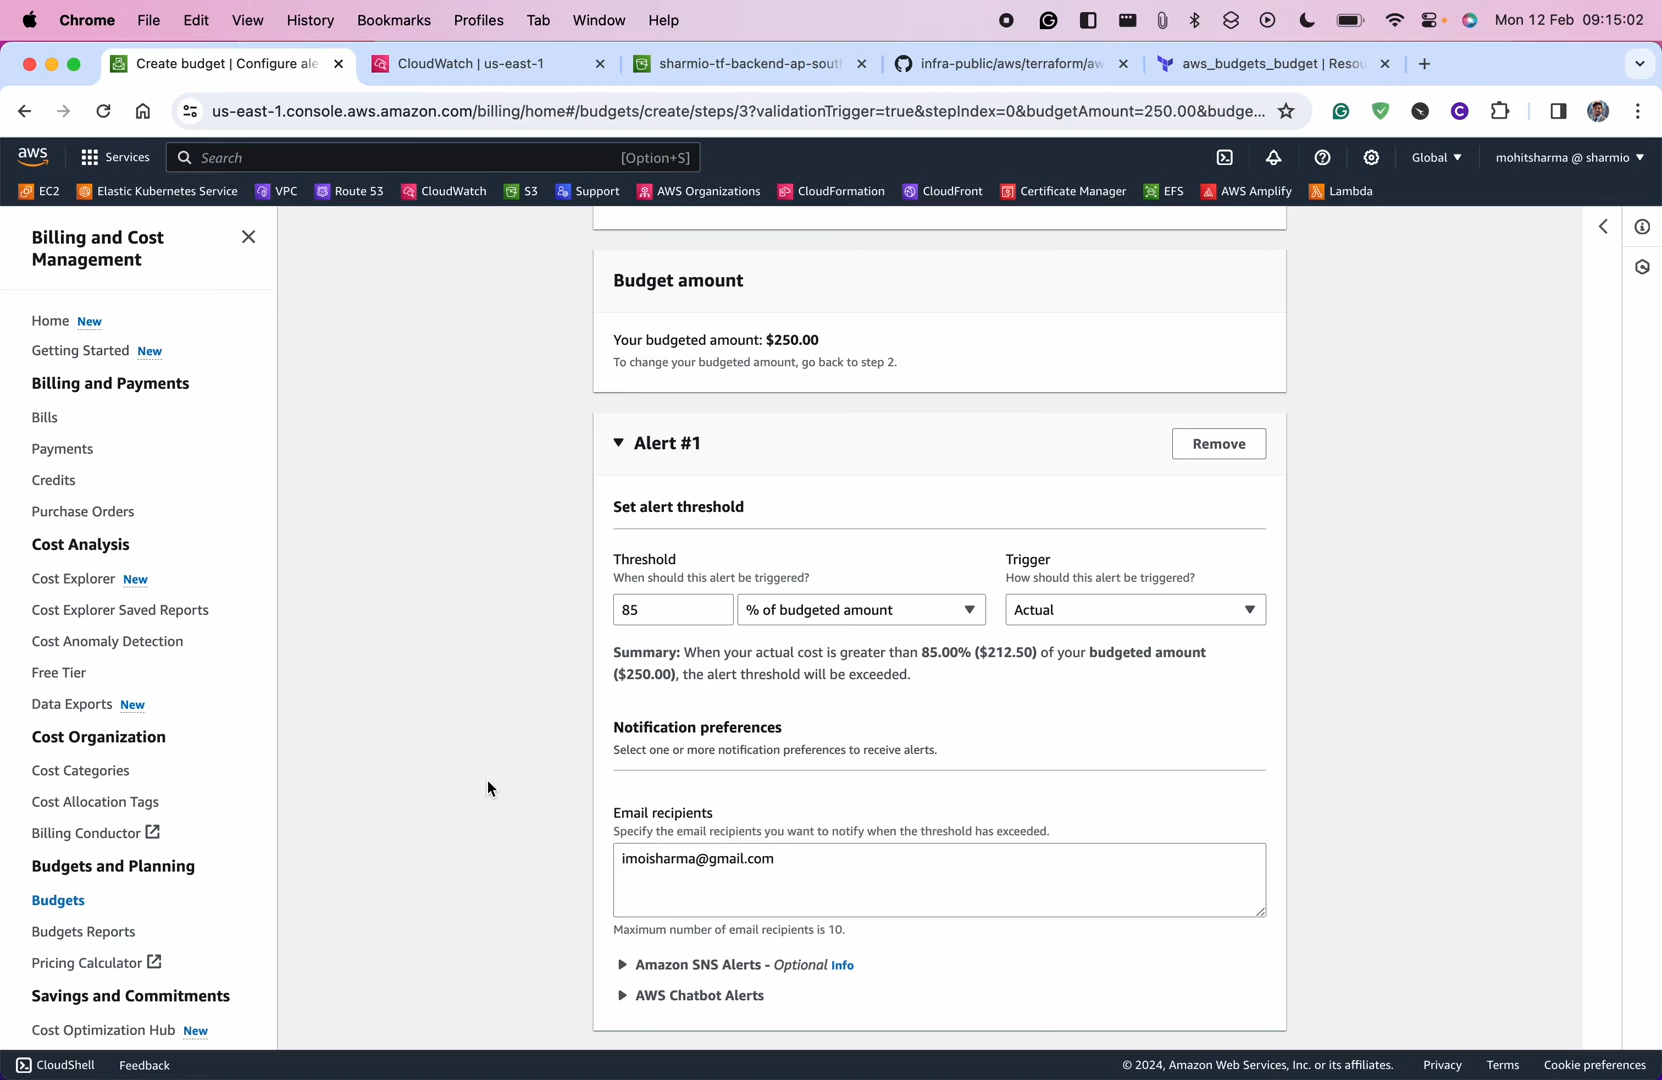 Chrome File Edit View History Bookmarks Profiles Tab Window Help Mon 12 Feb 09:15:02
Create budget | Configure ale CloudWatch | us-east-1 sharmio-tf-backend-ap-sout infra-public/aws/terraform/aw aws_budgets_budget | Resou
us-east-1.console.aws.amazon.com/billing/home#/budgets/create/steps/3?validationTrigger=true&stepIndex=0&budgetAmount=250.00&budge...
aws Services Search [Option+S] Global mohitsharma @ sharmio
EC2 Elastic Kubernetes Service VPC Route 53 CloudWatch S3 Support AWS Organizations CloudFormation CloudFront Certificate Manager EFS AWS Amplify Lambda
Billing and Cost
Management
Home New
Getting Started New
Billing and Payments
Bills
Payments
Credits
Purchase Orders
Cost Analysis
Cost Explorer New
Cost Explorer Saved Reports
Cost Anomaly Detection
Free Tier
Data Exports New
Cost Organization
Cost Categories
Cost Allocation Tags
Billing Conductor
Budgets and Planning
Budgets
Budgets Reports
Pricing Calculator
Savings and Commitments
Cost Optimization Hub New
Budget amount
Your budgeted amount: $250.00
To change your budgeted amount, go back to step 2.
Alert #1 Remove
Set alert threshold
Threshold Trigger
When should this alert be triggered? How should this alert be triggered?
85 % of budgeted amount Actual
Summary: When your actual cost is greater than 85.00% ($212.50) of your budgeted amount
($250.00), the alert threshold will be exceeded.
Notification preferences
Select one or more notification preferences to receive alerts.
Email recipients
Specify the email recipients you want to notify when the threshold has exceeded.
imoisharma@gmail.com
Maximum number of email recipients is 10.
Amazon SNS Alerts - Optional Info
AWS Chatbot Alerts
CloudShell Feedback © 2024, Amazon Web Services, Inc. or its affiliates. Privacy Terms Cookie preferences